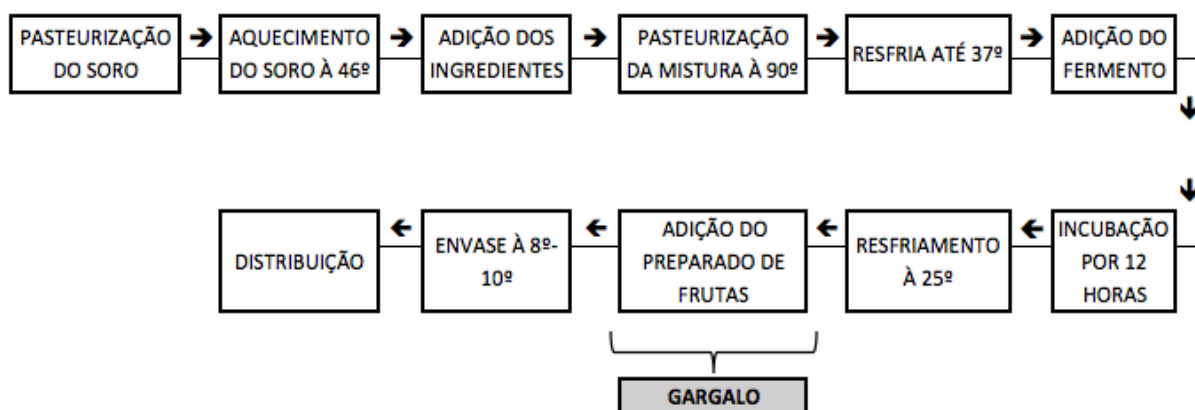 PASTEURIZAÇÃO
DO SORO
AQUECIMENTO
DO SORO À 46º
ADIÇÃO DOS
INGREDIENTES
PASTEURIZAÇÃO
DA MISTURA À 90º
RESFRIA ATÉ 37º
ADIÇÃO DO
FERMENTO
INCUBAÇÃO
POR 12
HORAS
RESFRIAMENTO
À 25º
ADIÇÃO DO
PREPARADO DE
FRUTAS
ENVASE À 8º-
10º
DISTRIBUIÇÃO
GARGALO